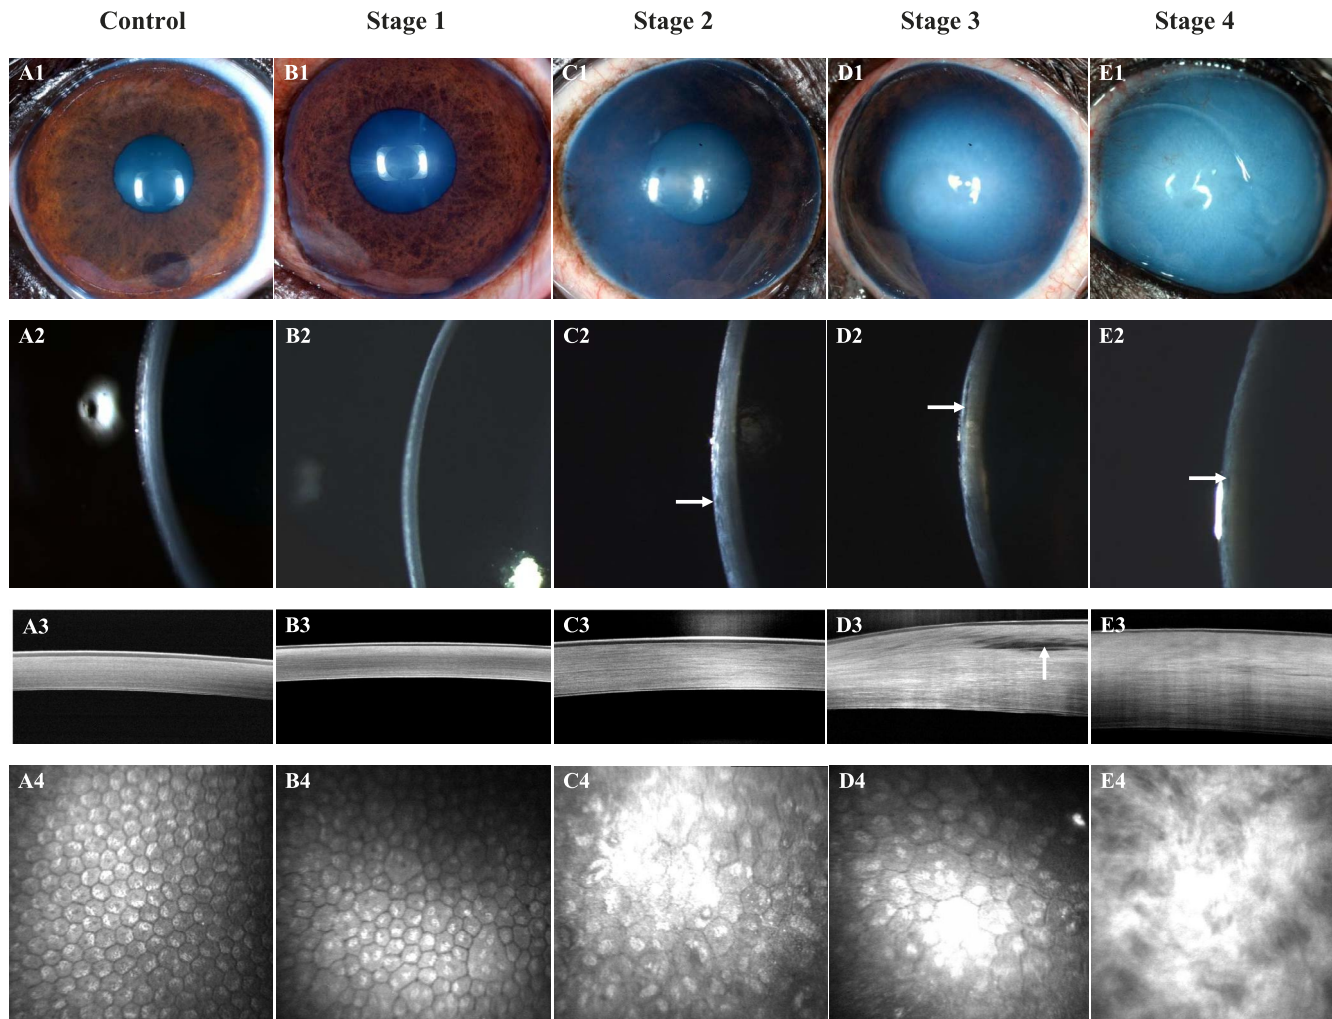 Control Stage 1 Stage 2 Stage 3 Stage 4
A1 B1 C1 D1 E1
A2 B2 C2 D2 E2
A3 B3 C3 D3 E3
A4 B4 C4 D4 E4